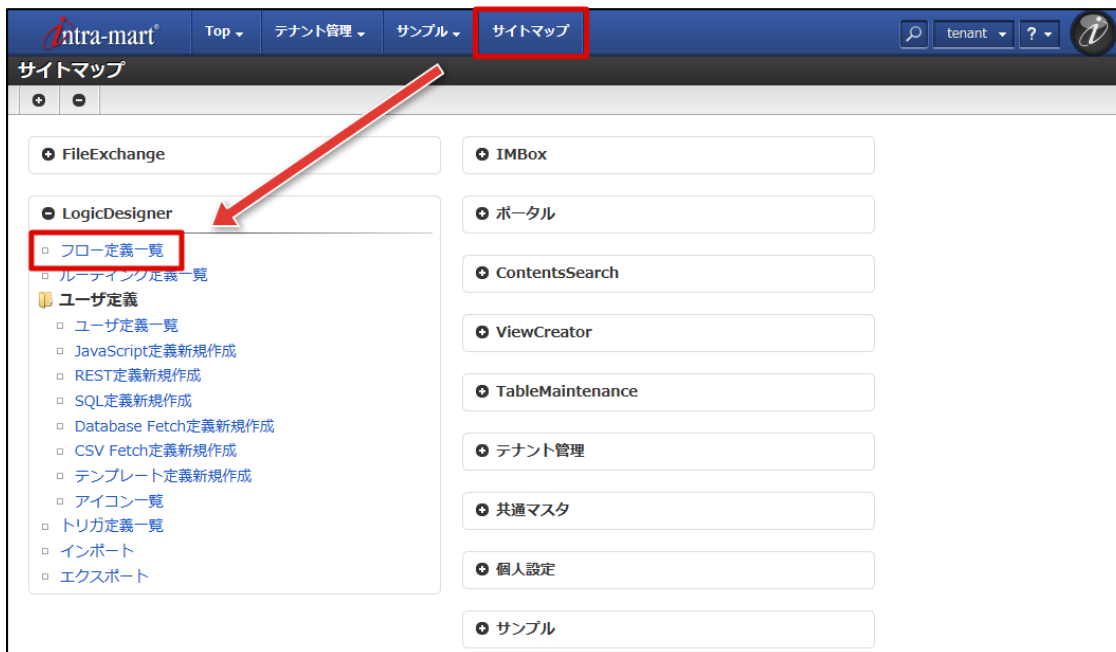 intra-mart® Top テナント管理 サンプル サイトマップ tenant ?
サイトマップ
FileExchange
LogicDesigner
フロー定義一覧
ルーティング定義一覧
ユーザ定義
ユーザ定義一覧
JavaScript定義新規作成
REST定義新規作成
SQL定義新規作成
Database Fetch定義新規作成
CSV Fetch定義新規作成
テンプレート定義新規作成
アイコン一覧
トリガ定義一覧
インポート
エクスポート
IMBox
ポータル
ContentsSearch
ViewCreator
TableMaintenance
テナント管理
共通マスタ
個人設定
サンプル